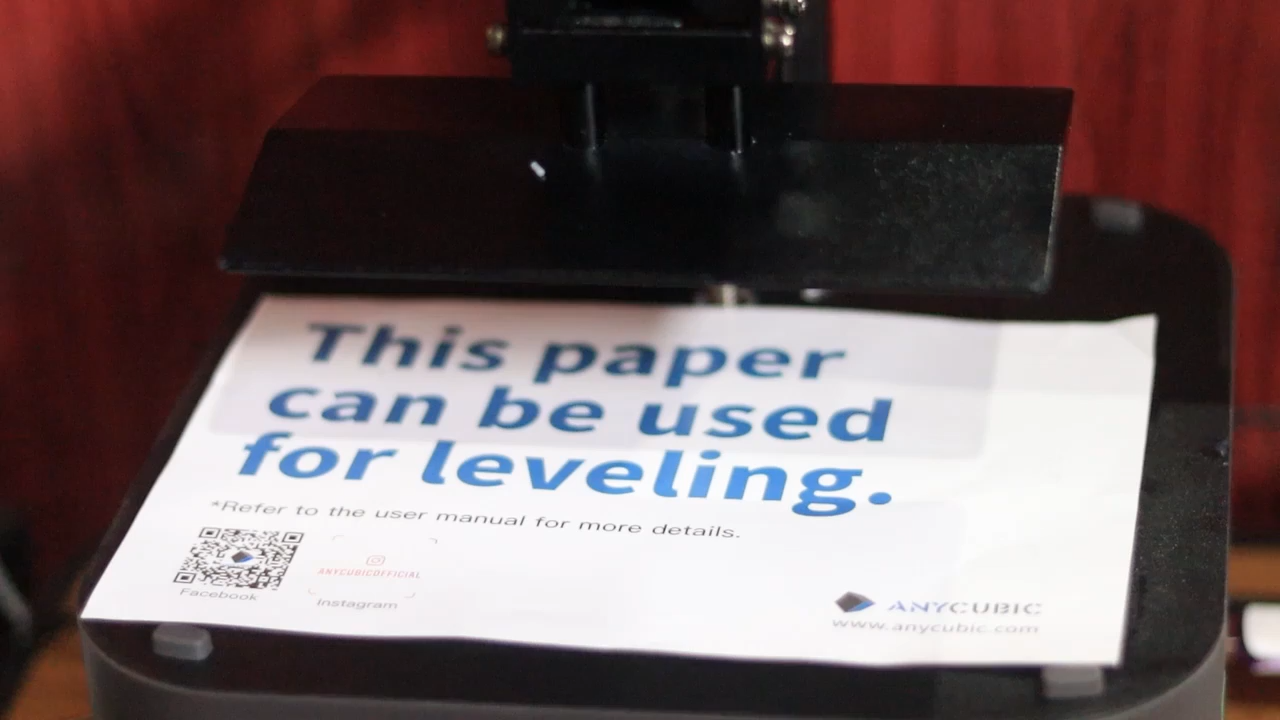 This paper
can be used
for leveling.
*Refer to the user manual for more details.
ANYCUBICOFFICIAL
Facebook
Instagram
ANYCUBIC
www.anycubic.com